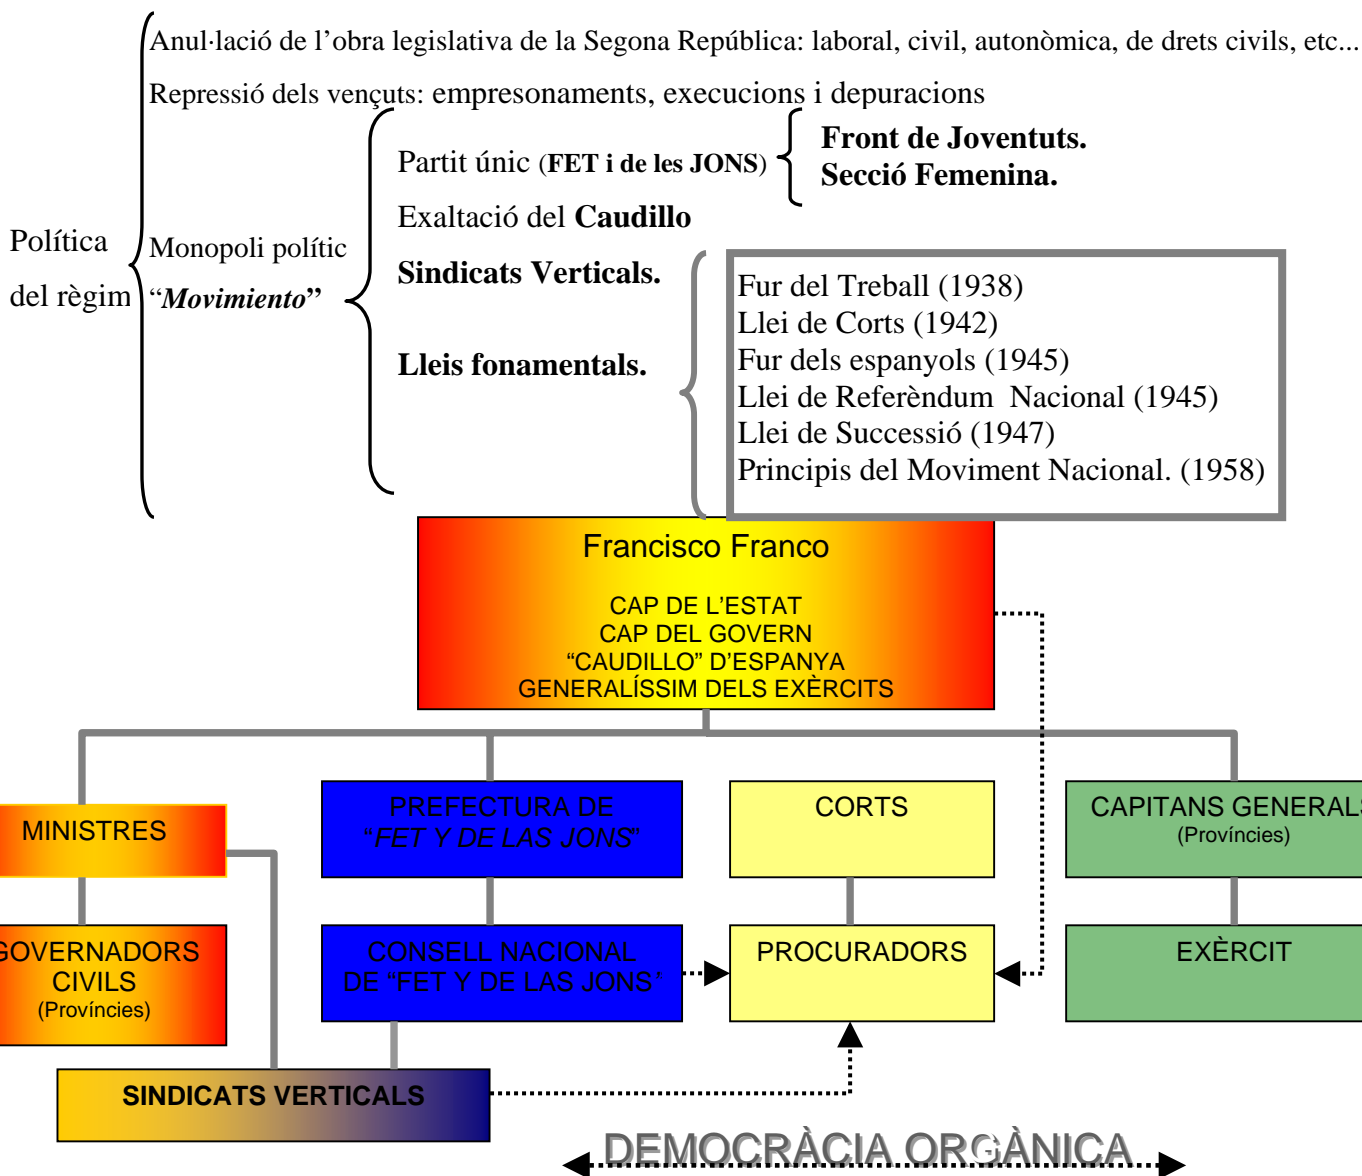 Anul·lació de l’obra legislativa de la Segona República: laboral, civil, autonòmica, de drets civils, etc...
Repressió dels vençuts: empresonaments, execucions i depuracions
Política
del règim
Monopoli polític
“Movimiento”
Partit únic (FET i de les JONS)
Front de Joventuts.
Secció Femenina.
Exaltació del Caudillo
Sindicats Verticals.
Lleis fonamentals.
Fur del Treball (1938)
Llei de Corts (1942)
Fur dels espanyols (1945)
Llei de Referèndum Nacional (1945)
Llei de Successió (1947)
Principis del Moviment Nacional. (1958)
Francisco Franco
CAP DE L’ESTAT
CAP DEL GOVERN
“CAUDILLO” D’ESPANYA
GENERALÍSSIM DELS EXÈRCITS
MINISTRES
PREFECTURA DE
“FET Y DE LAS JONS”
CORTS
CAPITANS GENERALS
(Províncies)
GOVERNADORS
CIVILS
(Províncies)
CONSELL NACIONAL
DE “FET Y DE LAS JONS”
PROCURADORS
EXÈRCIT
SINDICATS VERTICALS
DEMOCRÀCIA ORGÀNICA